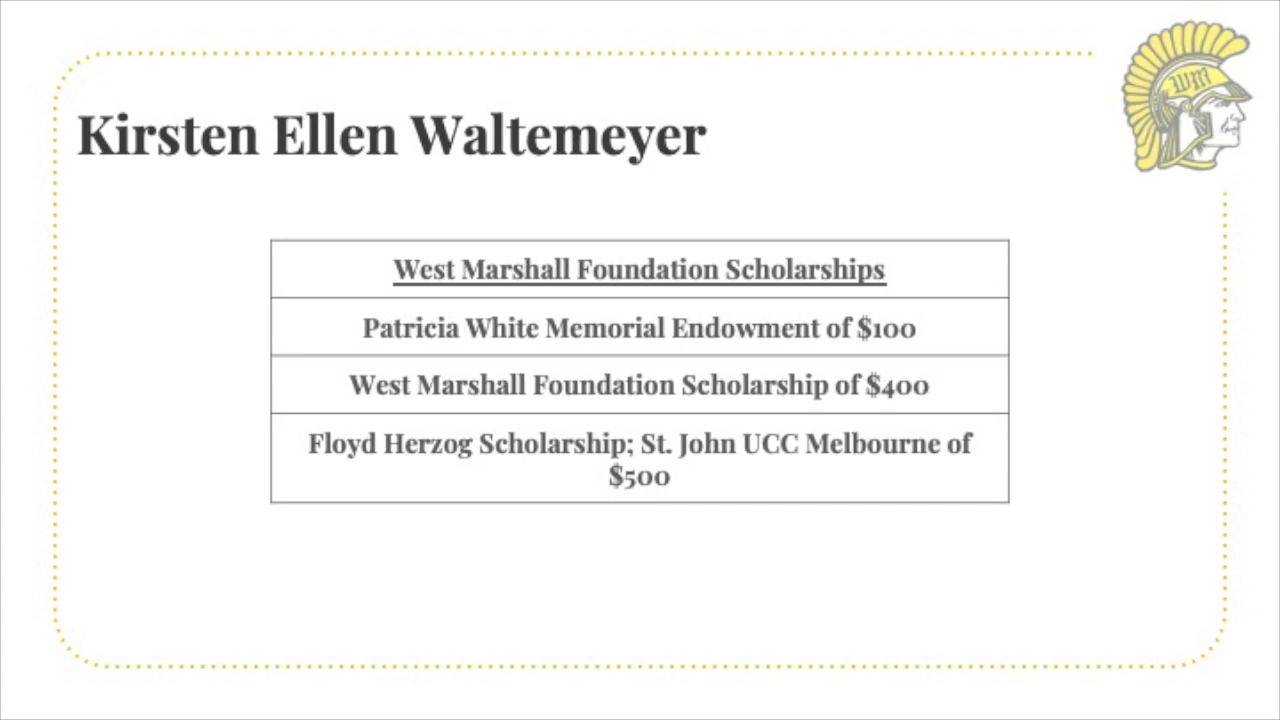 WM
Kirsten Ellen Waltemeyer
West Marshall Foundation Scholarships
Patricia White Memorial Endowment of $100
West Marshall Foundation Scholarship of $400
Floyd Herzog Scholarship; St. John UCC Melbourne of
$500